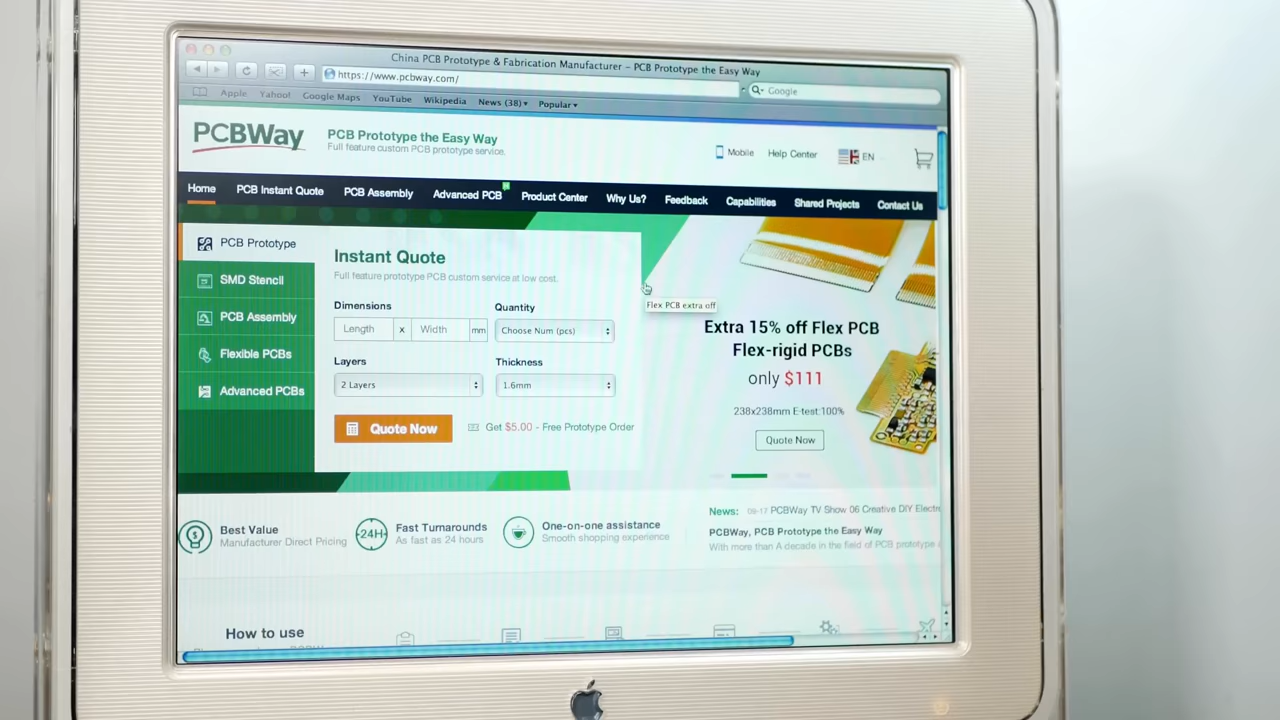 China PCB Prototype & Fabrication Manufacturer – PCB Prototype the Easy Way
https://www.pcbway.com/
Google
Apple Yahoo! Google Maps YouTube Wikipedia News (38)▾ Popular▾
PCBWay
PCB Prototype the Easy Way
Full feature custom PCB prototype service.
Mobile Help Center EN
Home PCB Instant Quote PCB Assembly Advanced PCB Product Center Why Us? Feedback Capabilities Shared Projects Contact Us
PCB Prototype
SMD Stencil
PCB Assembly
Flexible PCBs
Advanced PCBs
Instant Quote
Full feature prototype PCB custom service at low cost.
Dimensions
Length x Width mm
Quantity
Choose Num (pcs)
Layers
2 Layers
Thickness
1.6mm
Quote Now
Get $5.00 - Free Prototype Order
Flex PCB extra off
Extra 15% off Flex PCB
Flex-rigid PCBs
only $111
238x238mm E-test:100%
Quote Now
Best Value
Manufacturer Direct Pricing
24H
Fast Turnarounds
As fast as 24 hours
One-on-one assistance
Smooth shopping experience
News: 09-17 PCBWay TV Show 06 Creative DIY Electr
PCBWay, PCB Prototype the Easy Way
With more than A decade in the field of PCB prototype
How to use